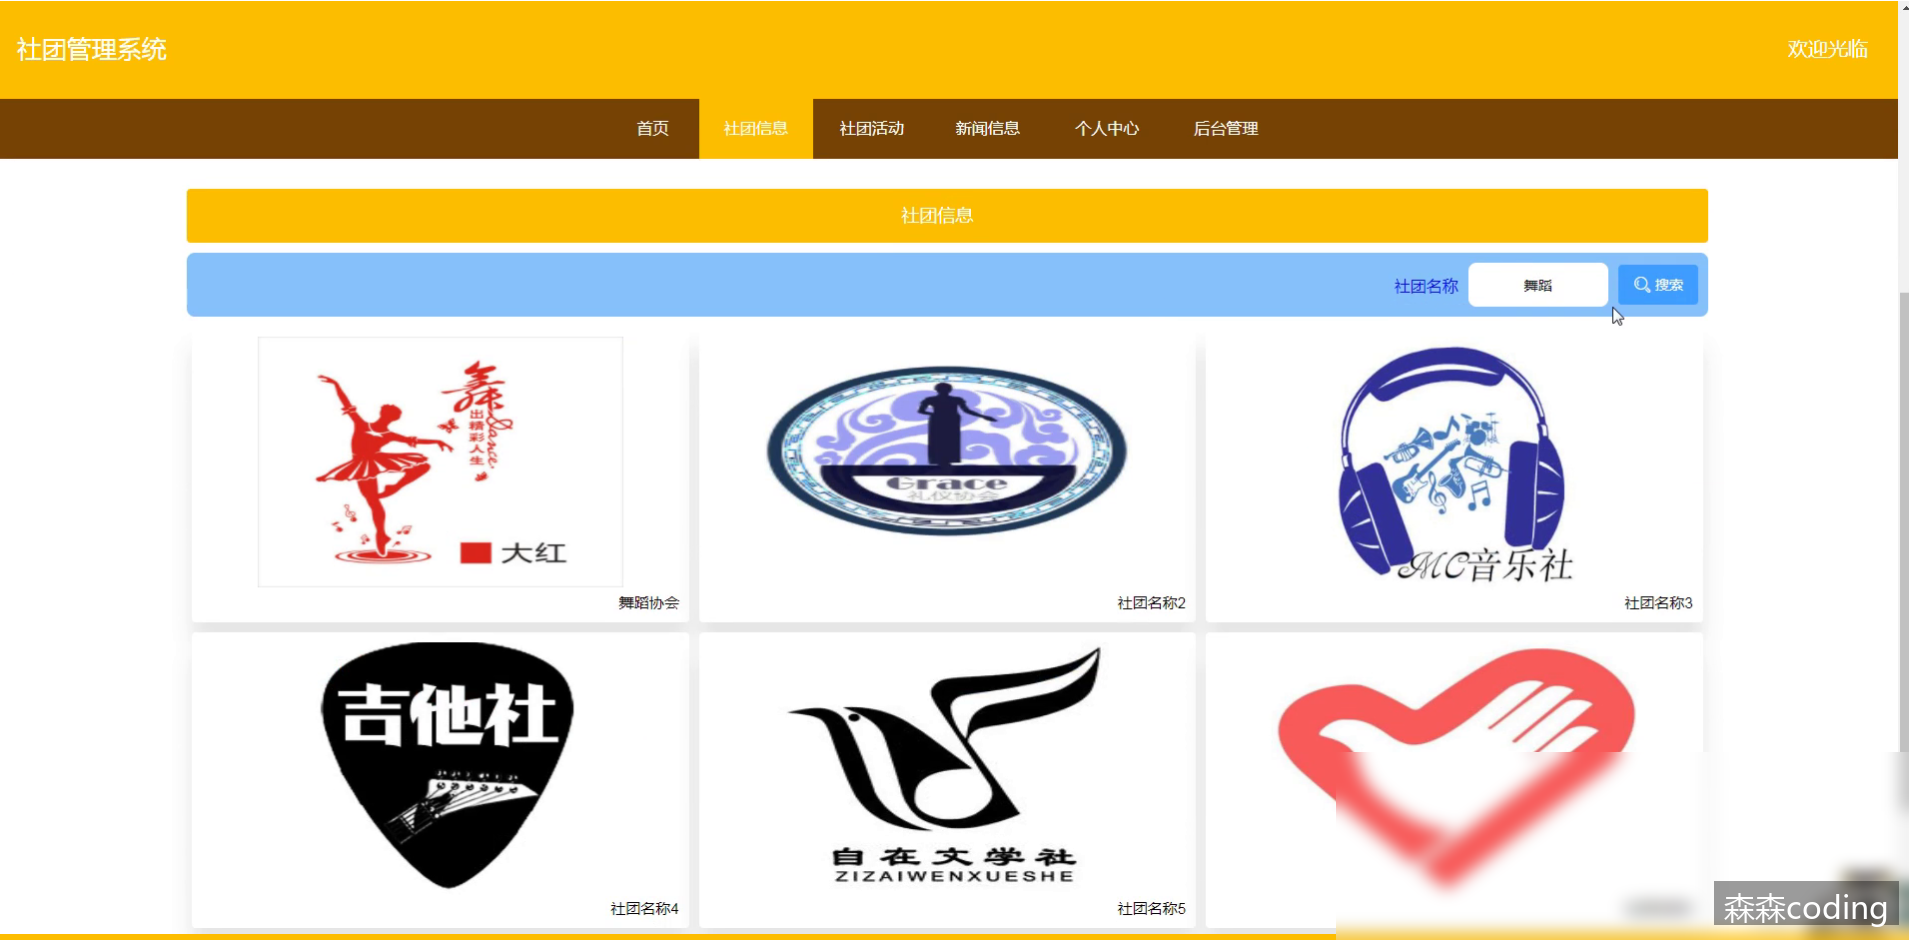 社团管理系统
欢迎光临
首页 社团信息 社团活动 新闻信息 个人中心 后台管理
社团信息
社团名称 舞蹈 搜索
舞
出精彩人生
Dance
大红
舞蹈协会
Grace
礼仪协会
社团名称2
MC音乐社
社团名称3
吉他社
社团名称4
自在文学社
ZIZAIWENXUESHE
社团名称5
森森coding